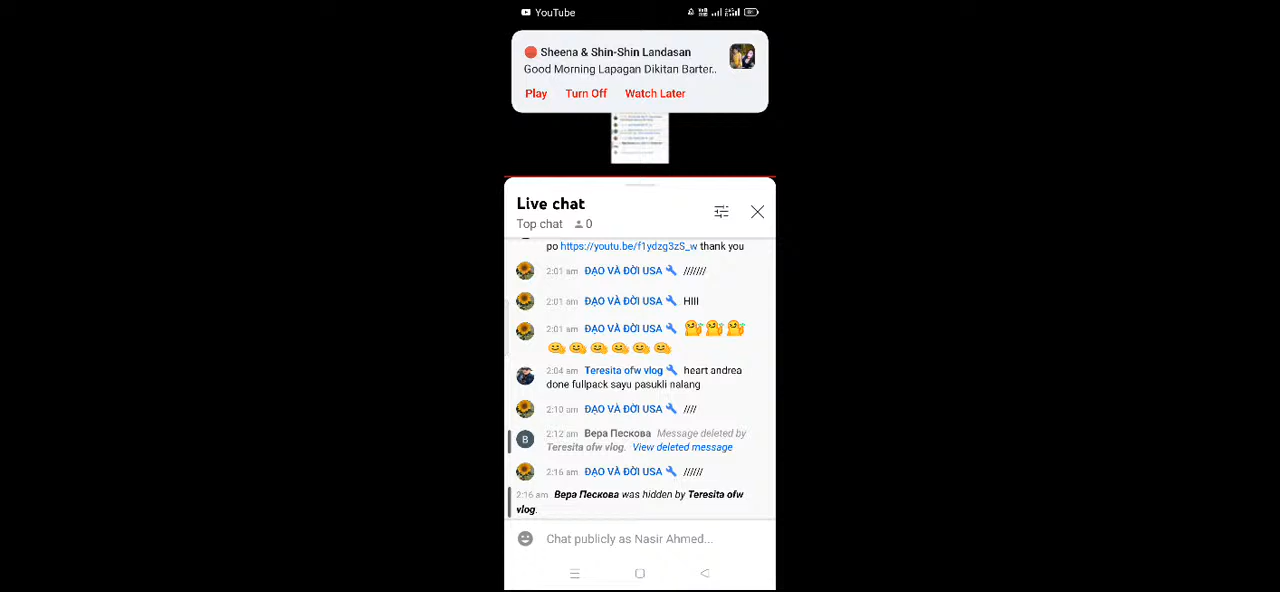 YouTube
Sheena & Shin-Shin Landasan
Good Morning Lapagan Dikitan Barter..
Play Turn Off Watch Later
Live chat
Top chat 0
po https://youtu.be/f1ydzg3zS_w thank you
2:01 am ĐẠO VÀ ĐỜI USA ///////
2:01 am ĐẠO VÀ ĐỜI USA HIII
2:01 am ĐẠO VÀ ĐỜI USA
2:04 am Teresita ofw vlog heart andrea
done fullpack sayu pasukli nalang
2:10 am ĐẠO VÀ ĐỜI USA ////
B 2:12 am Вера Пескова Message deleted by
Teresita ofw vlog. View deleted message
2:16 am ĐẠO VÀ ĐỜI USA //////
2:16 am Вера Пескова was hidden by Teresita ofw
vlog.
Chat publicly as Nasir Ahmed...